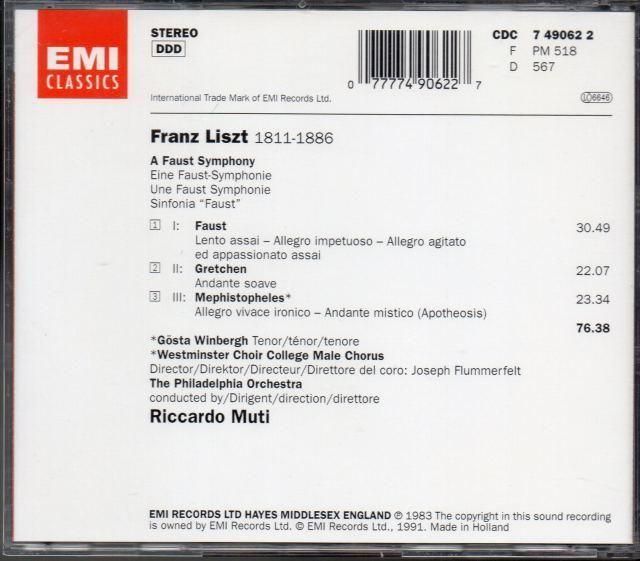 EMI
CLASSICS
STEREO
DDD
0 77774 90622 7
CDC 7 49062 2
F PM 518
D 567
International Trade Mark of EMI Records Ltd.
6646
Franz Liszt 1811-1886
A Faust Symphony
Eine Faust-Symphonie
Une Faust Symphonie
Sinfonia “Faust”
1 I: Faust 30.49
Lento assai – Allegro impetuoso – Allegro agitato
ed appassionato assai
2 II: Gretchen 22.07
Andante soave
3 III: Mephistopheles* 23.34
Allegro vivace ironico – Andante mistico (Apotheosis)
76.38
*Gösta Winbergh Tenor/ténor/tenore
*Westminster Choir College Male Chorus
Director/Direktor/Directeur/Direttore del coro: Joseph Flummerfelt
The Philadelphia Orchestra
conducted by/Dirigent/direction/direttore
Riccardo Muti
EMI RECORDS LTD HAYES MIDDLESEX ENGLAND ℗ 1983 The copyright in this sound recording
is owned by EMI Records Ltd. © EMI Records Ltd., 1991. Made in Holland